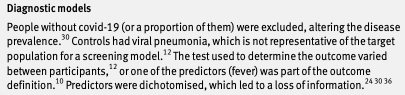 Diagnostic models
People without covid-19 (or a proportion of them) were excluded, altering the disease
prevalence.30 Controls had viral pneumonia, which is not representative of the target
population for a screening model.12 The test used to determine the outcome varied
between participants,12 or one of the predictors (fever) was part of the outcome
definition.10 Predictors were dichotomised, which led to a loss of information.24 30 36